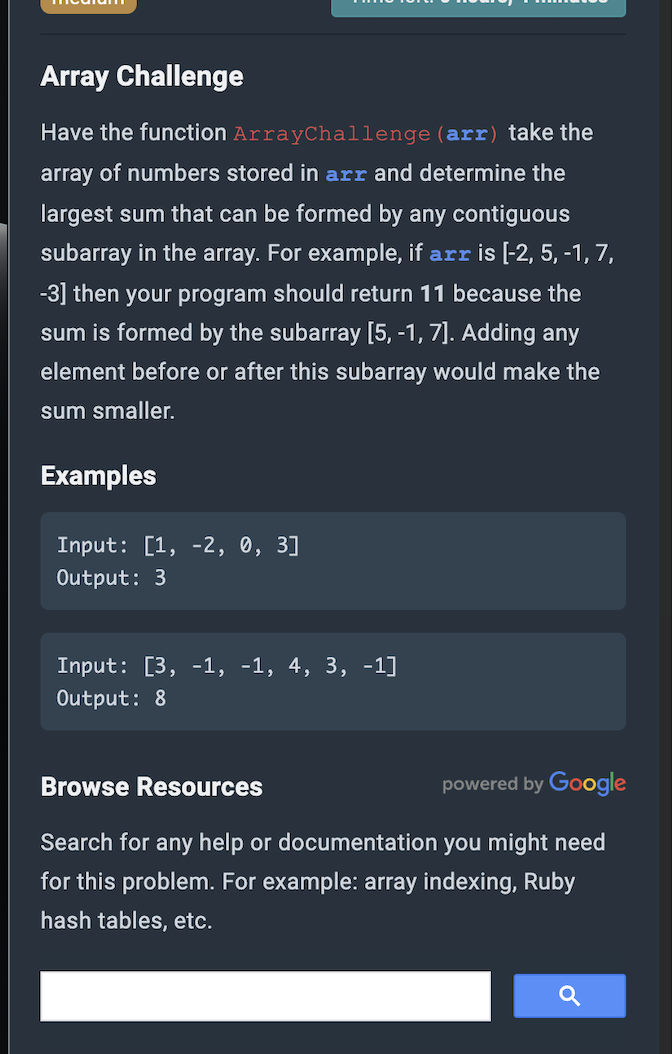 medium
Array Challenge
Have the function ArrayChallenge(arr) take the
array of numbers stored in arr and determine the
largest sum that can be formed by any contiguous
subarray in the array. For example, if arr is [-2, 5, -1, 7,
-3] then your program should return 11 because the
sum is formed by the subarray [5, -1, 7]. Adding any
element before or after this subarray would make the
sum smaller.
Examples
Input: [1, -2, 0, 3]
Output: 3
Input: [3, -1, -1, 4, 3, -1]
Output: 8
Browse Resources
powered by Google
Search for any help or documentation you might need
for this problem. For example: array indexing, Ruby
hash tables, etc.